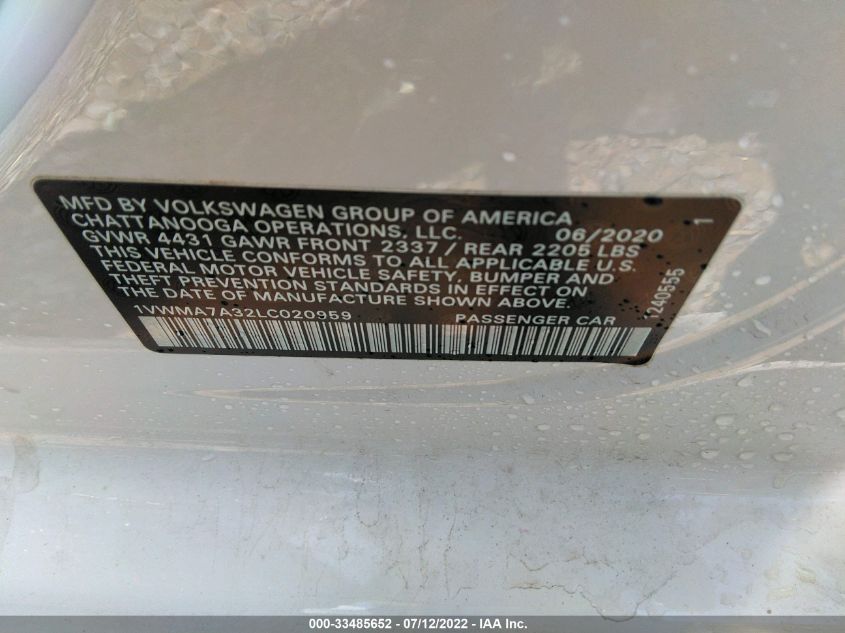 MFD BY VOLKSWAGEN GROUP OF AMERICA
CHATTANOOGA OPERATIONS, LLC. 06/2020
GVWR 4431 GAWR FRONT 2337 / REAR 2205 LBS
THIS VEHICLE CONFORMS TO ALL APPLICABLE U.S.
FEDERAL MOTOR VEHICLE SAFETY, BUMPER AND
THEFT PREVENTION STANDARDS IN EFFECT ON
THE DATE OF MANUFACTURE SHOWN ABOVE.
1VWMA7A32LC020959 PASSENGER CAR
1240555
1
000-33485652 - 07/12/2022 - IAA Inc.